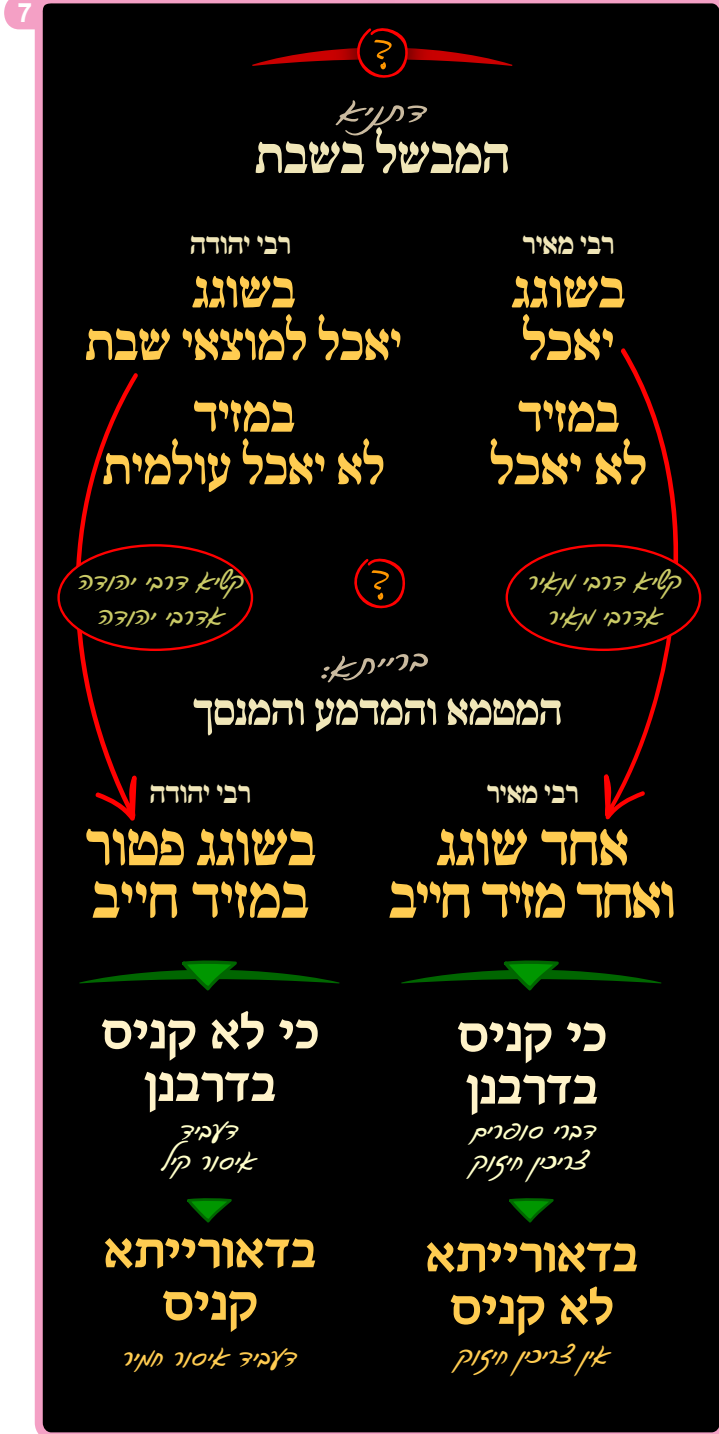 7
?
דתניא
המבשל בשבת
רבי מאיר
בשוגג
יאכל
במזיד
לא יאכל
רבי יהודה
בשוגג
יאכל למוצאי שבת
במזיד
לא יאכל עולמית
קשיא דרבי מאיר
אדרבי מאיר
?
קשיא דרבי יהודה
אדרבי יהודה
ברייתא:
המטמא והמדמע והמנסך
רבי מאיר
אחד שוגג
ואחד מזיד חייב
רבי יהודה
בשוגג פטור
במזיד חייב
כי קניס
בדרבנן
דברי סופרים
צריכין חיזוק
בדאורייתא
לא קניס
אין צריכין חיזוק
כי לא קניס
בדרבנן
דעביד
איסור קיל
בדאורייתא
קניס
דעביד איסור חמיר